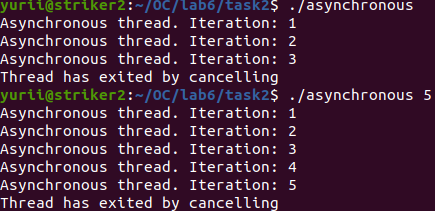 yurii@striker2:~/OC/lab6/task2$ ./asynchronous
Asynchronous thread. Iteration: 1
Asynchronous thread. Iteration: 2
Asynchronous thread. Iteration: 3
Thread has exited by cancelling
yurii@striker2:~/OC/lab6/task2$ ./asynchronous 5
Asynchronous thread. Iteration: 1
Asynchronous thread. Iteration: 2
Asynchronous thread. Iteration: 3
Asynchronous thread. Iteration: 4
Asynchronous thread. Iteration: 5
Thread has exited by cancelling